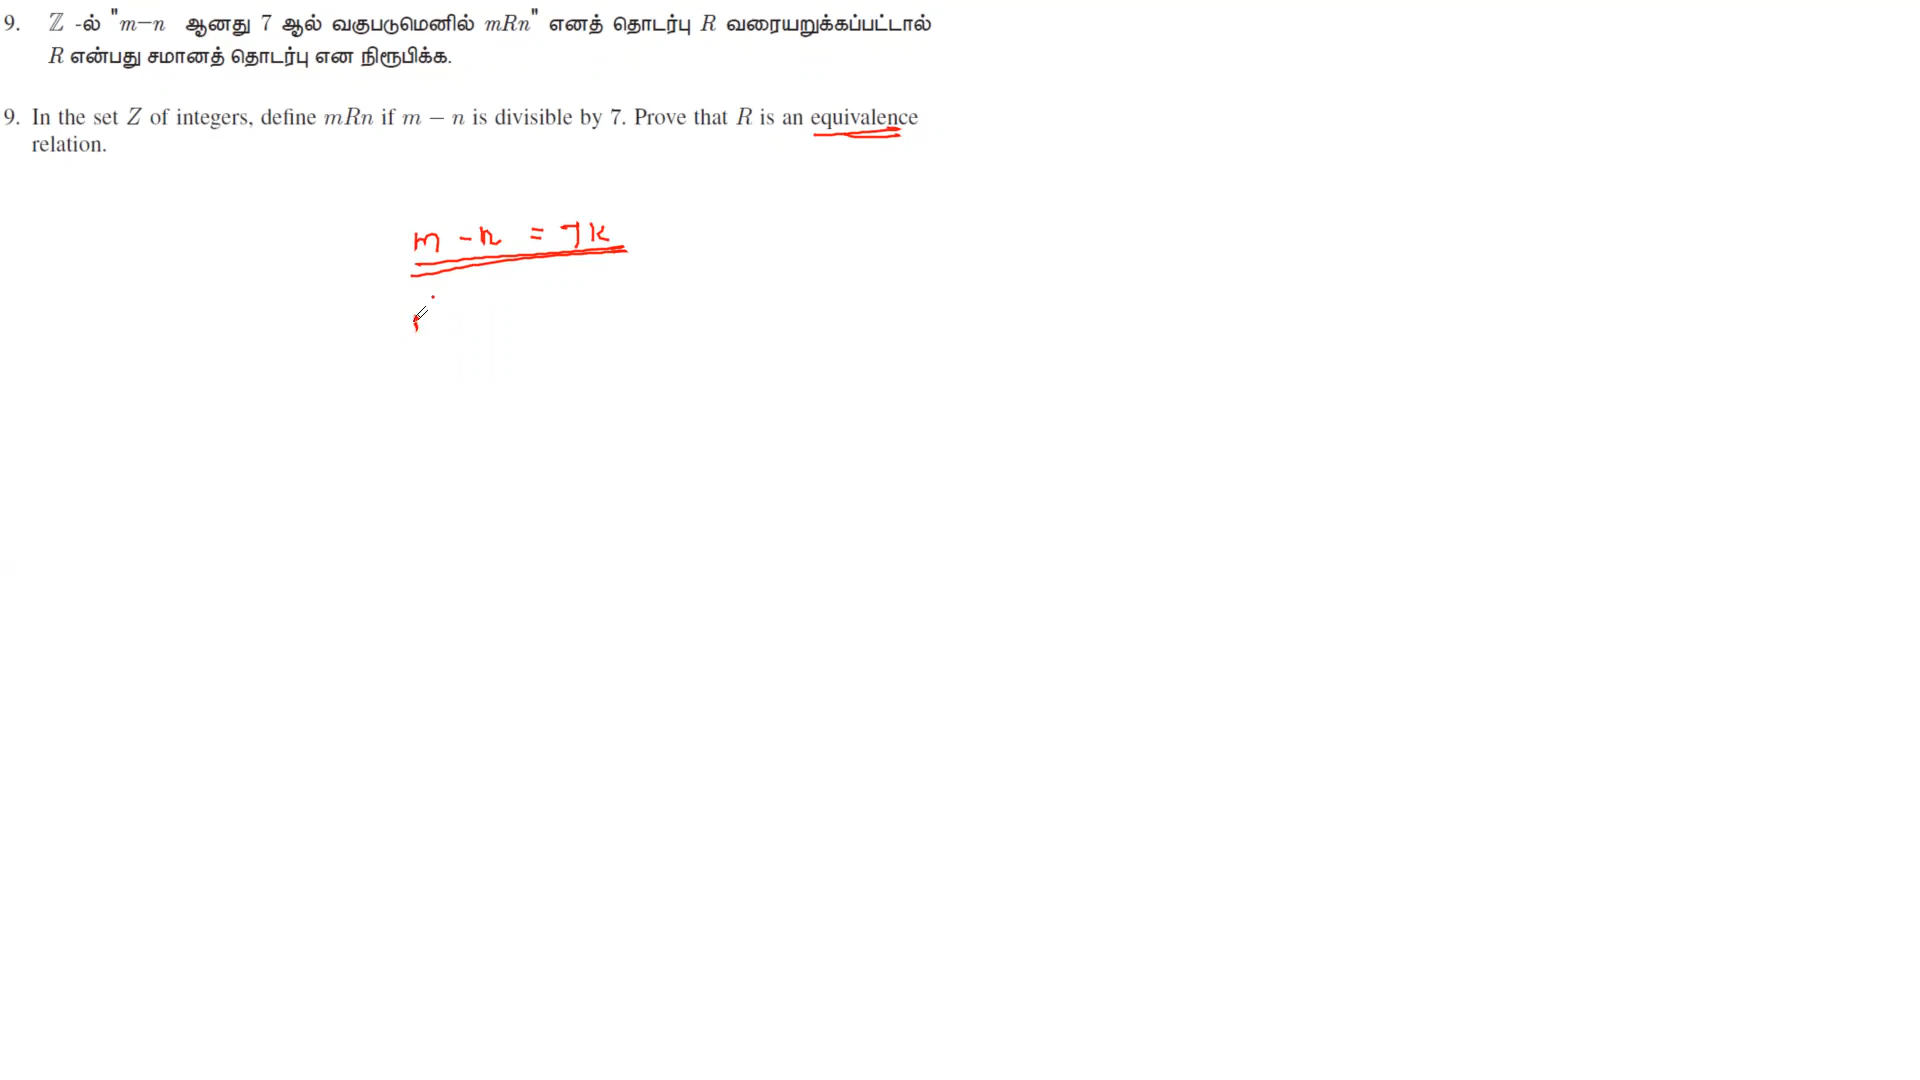 9. ℤ -ல் "m−n ஆனது 7 ஆல் வகுபடுமெனில் mRn" எனத் தொடர்பு R வரையறுக்கப்பட்டால்
R என்பது சமானத் தொடர்பு என நிரூபிக்க.
9. In the set Z of integers, define mRn if m − n is divisible by 7. Prove that R is an equivalence
relation.
m - n = 7k